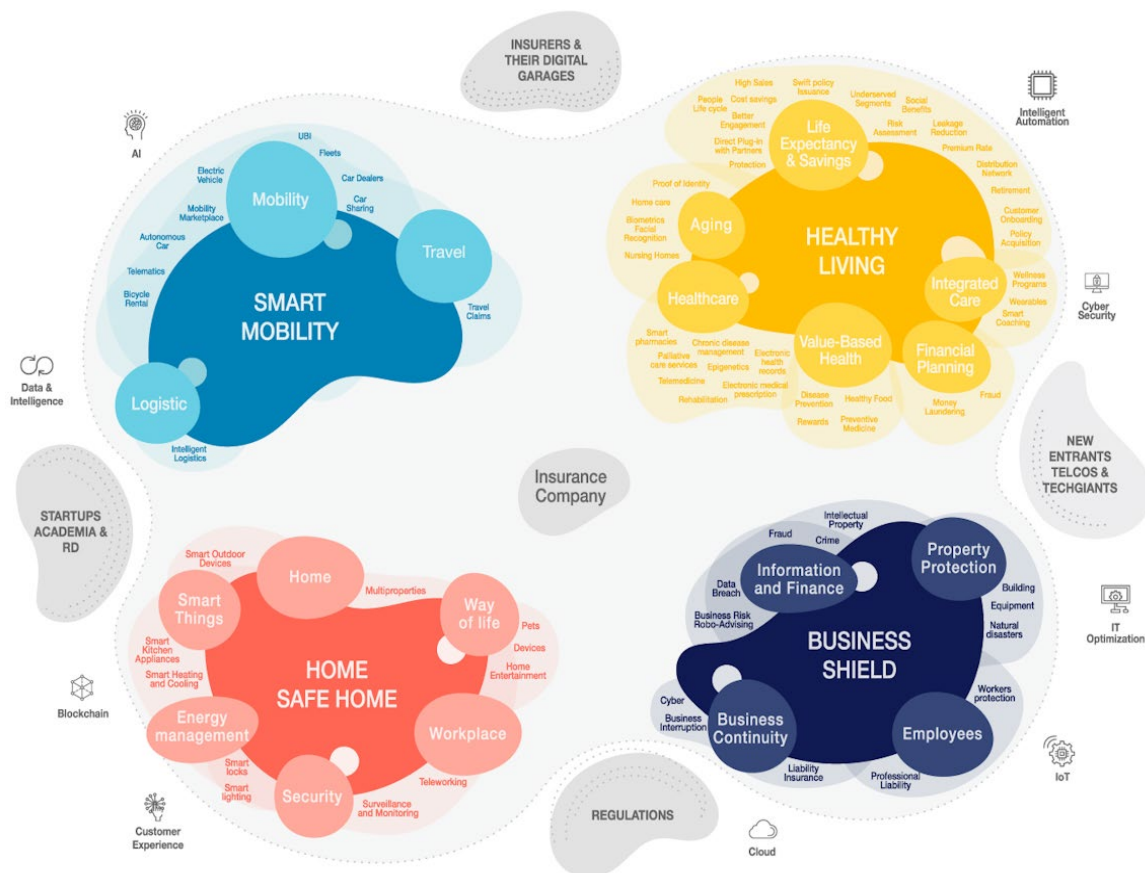 INSURERS &
THEIR DIGITAL
GARAGES
AI
Intelligent
Automation
Cyber
Security
Data &
Intelligence
NEW
ENTRANTS
TELCOS &
TECHGIANTS
STARTUPS
ACADEMIA &
RD
IT
Optimization
Blockchain
IoT
Customer
Experience
REGULATIONS
Cloud
Insurance
Company
SMART
MOBILITY
Mobility
UBI
Fleets
Car Dealers
Car
Sharing
Electric
Vehicle
Mobility
Marketplace
Autonomous
Car
Telematics
Bicycle
Rental
Travel
Travel
Claims
Logistic
Intelligent
Logistics
HEALTHY
LIVING
Life
Expectancy
& Savings
High Sales
Swift policy
Issuance
People
Life cycle
Cost savings
Underserved
Segments
Social
Benefits
Better
Engagement
Risk
Assessment
Leakage
Reduction
Direct Plug-in
with Partners
Premium Rate
Protection
Distribution
Network
Retirement
Customer
Onboarding
Policy
Acquisition
Aging
Proof of Identity
Home care
Biometrics
Facial
Recognition
Nursing Homes
Healthcare
Smart
pharmacies
Chronic disease
management
Palliative
care services
Epigenetics
Electronic
health
records
Telemedicine
Electronic medical
prescription
Rehabilitation
Value-Based
Health
Disease
Prevention
Healthy Food
Rewards
Preventive
Medicine
Integrated
Care
Wellness
Programs
Wearables
Smart
Coaching
Financial
Planning
Money
Laundering
Fraud
HOME
SAFE HOME
Home
Smart Outdoor
Devices
Multiproperties
Smart
Things
Smart
Kitchen
Appliances
Smart Heating
and Cooling
Way
of life
Pets
Devices
Home
Entertainment
Energy
management
Smart
locks
Smart
lighting
Security
Surveillance
and Monitoring
Workplace
Teleworking
BUSINESS
SHIELD
Information
and Finance
Intellectual
Property
Fraud
Crime
Data
Breach
Business Risk
Robo-Advising
Property
Protection
Building
Equipment
Natural
disasters
Business
Continuity
Cyber
Business
Interruption
Liability
Insurance
Employees
Workers
protection
Professional
Liability